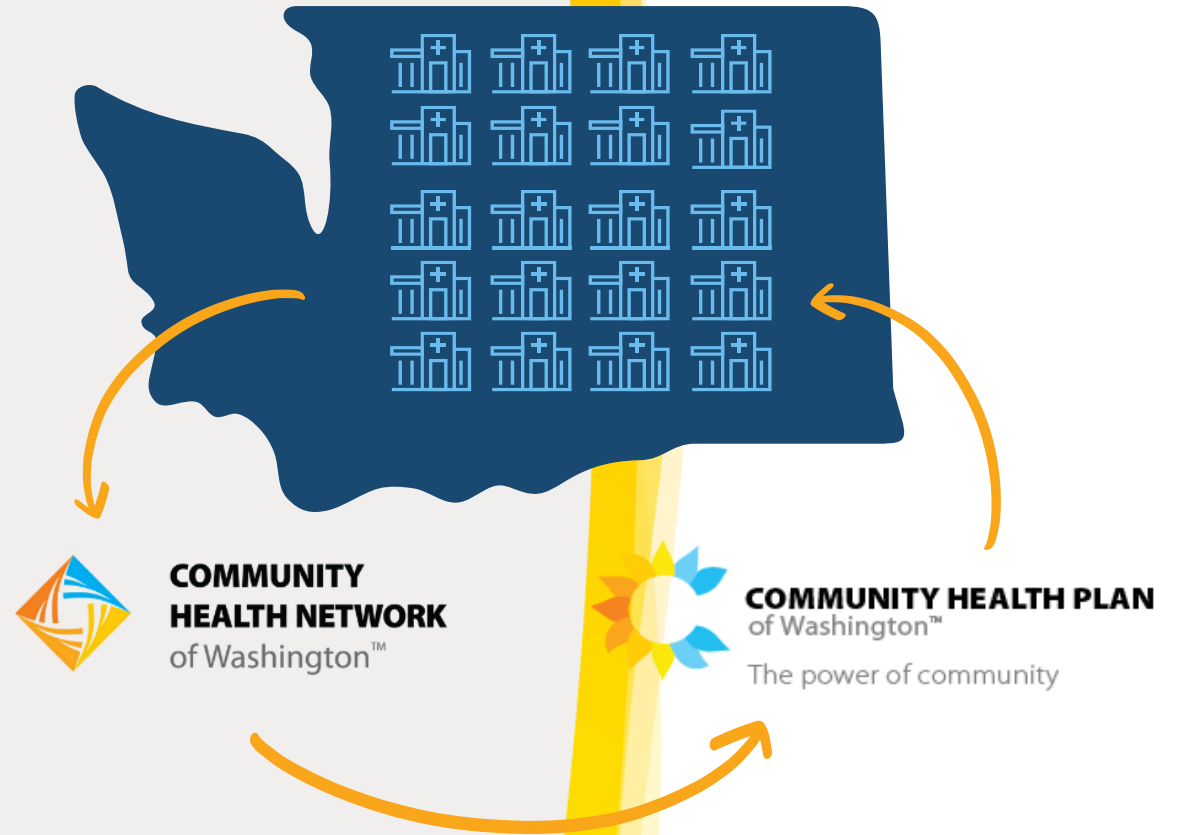 COMMUNITY
HEALTH NETWORK
of Washington™
COMMUNITY HEALTH PLAN
of Washington™
The power of community